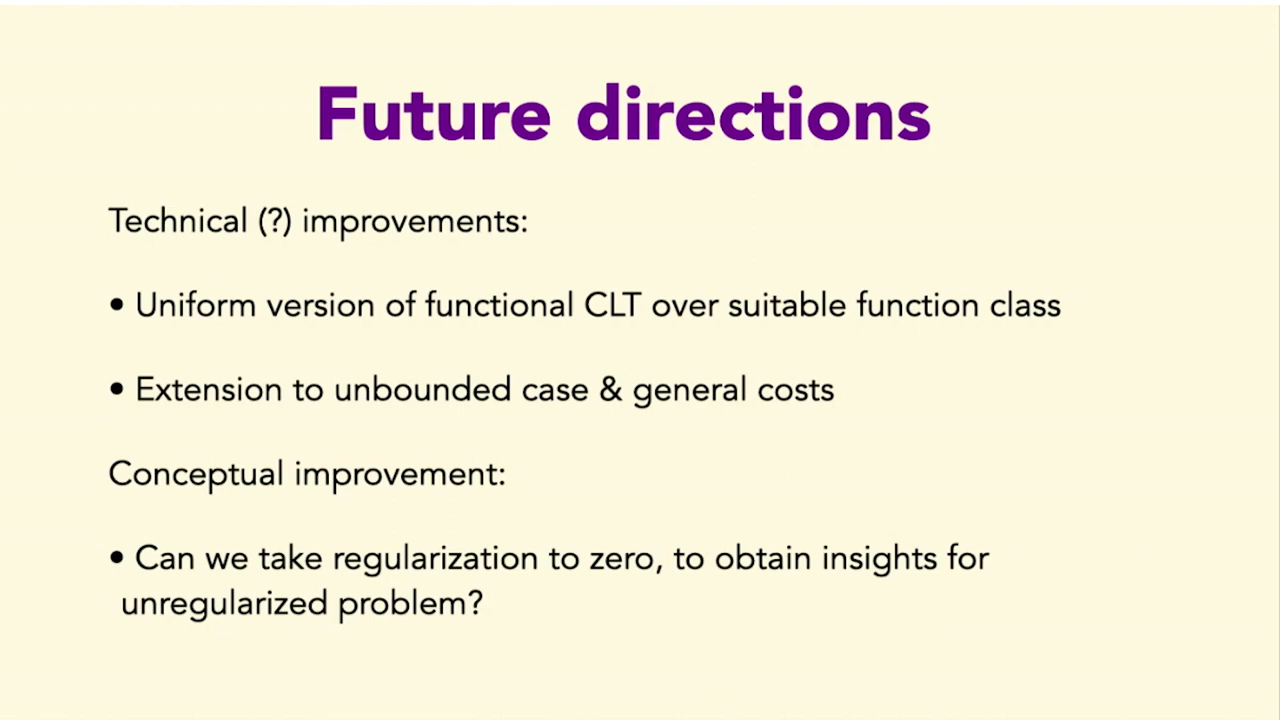 Future directions
Technical (?) improvements:
• Uniform version of functional CLT over suitable function class
• Extension to unbounded case & general costs
Conceptual improvement:
• Can we take regularization to zero, to obtain insights for
unregularized problem?